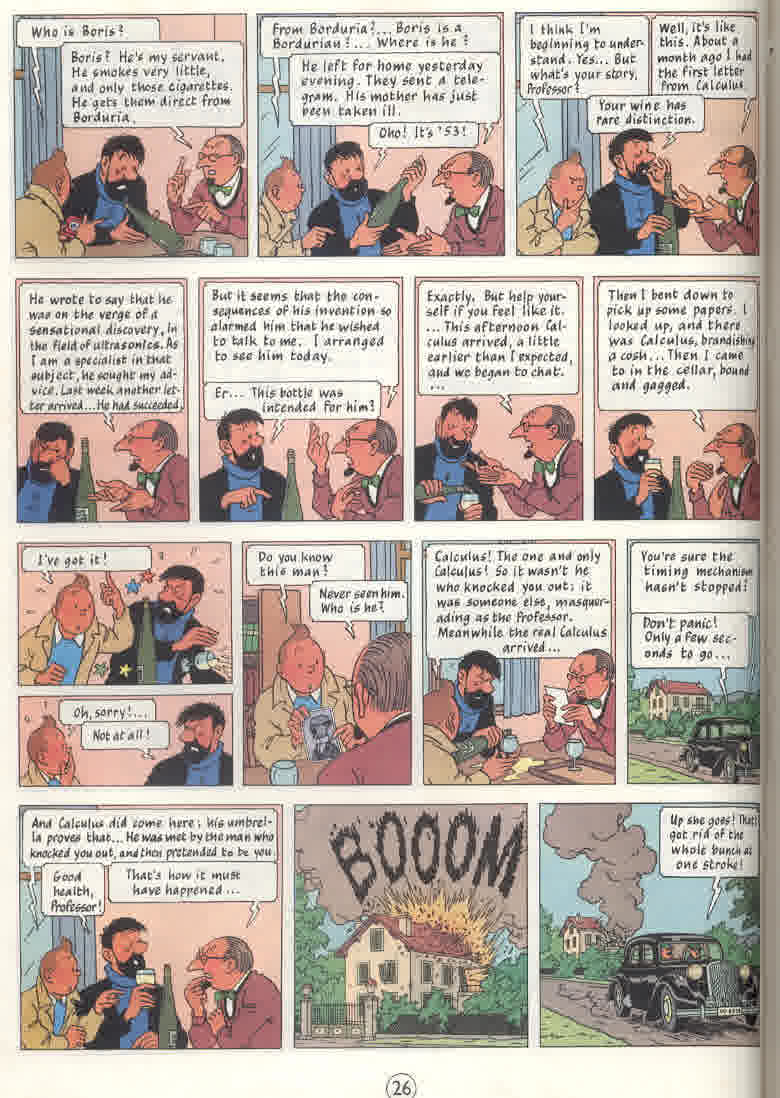 Who is Boris?
Boris? He's my servant.
He smokes very little,
and only those cigarettes.
He gets them direct from
Borduria.
From Borduria?... Boris is a
Bordurian?... Where is he?
He left for home yesterday
evening. They sent a tele-
gram. His mother has just
been taken ill.
Oho! It's '53!
I think I'm
beginning to under-
stand. Yes... But
what's your story,
Professor?
Well, it's like
this. About a
month ago I had
the first letter
from Calculus.
Your wine has
rare distinction.
He wrote to say that he
was on the verge of a
sensational discovery, in
the field of ultrasonics. As
I am a specialist in that
subject, he sought my ad-
vice. Last week another let-
ter arrived... He had succeeded.
But it seems that the con-
sequences of his invention so
alarmed him that he wished
to talk to me. I arranged
to see him today.
Er... This bottle was
intended for him?
Exactly. But help your-
self if you feel like it.
... This afternoon Cal-
culus arrived, a little
earlier than I expected,
and we began to chat.
...
Then I bent down to
pick up some papers. I
looked up, and there
was Calculus, brandishing
a cosh... Then I came
to in the cellar, bound
and gagged.
I've got it!
Oh, sorry!...
Not at all!
Do you know
this man?
Never seen him.
Who is he?
Calculus! The one and only
Calculus! So it wasn't he
who knocked you out: it
was someone else, masquer-
ading as the Professor.
Meanwhile the real Calculus
arrived...
You're sure the
timing mechanism
hasn't stopped?
Don't panic!
Only a few sec-
onds to go...
And Calculus did come here; his umbrel-
la proves that... He was met by the man who
knocked you out, and then pretended to be you.
Good
health,
Professor!
That's how it must
have happened...
BOOOM
Up she goes! That's
got rid of the
whole bunch at
one stroke!
26